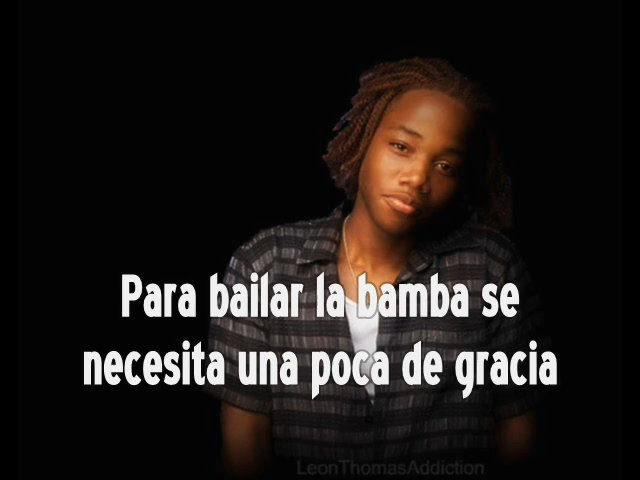 Para bailar la bamba se
necesita una poca de gracia
LeonThomasAddiction